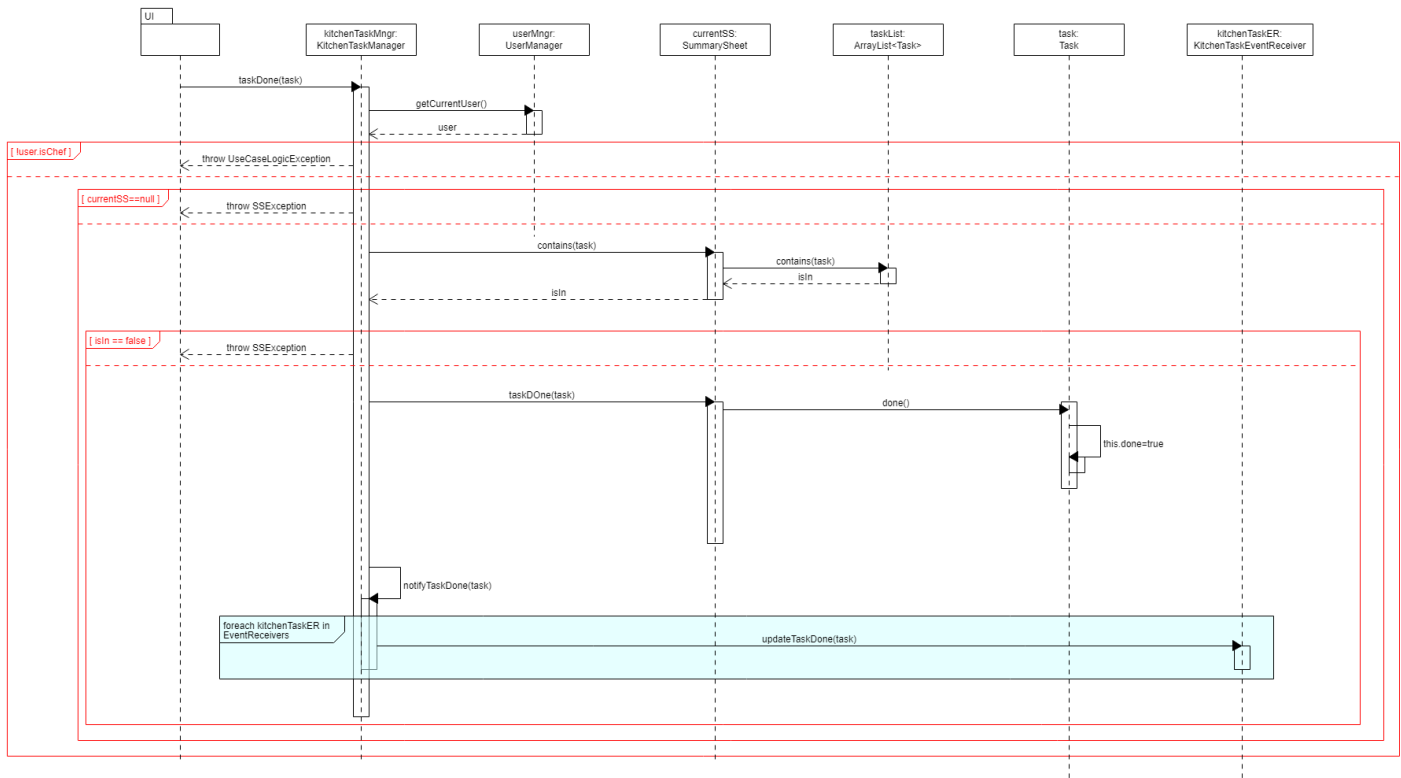 UI
kitchenTaskMngr:
KitchenTaskManager
userMngr:
UserManager
currentSS:
SummarySheet
taskList:
ArrayList<Task>
task:
Task
kitchenTaskER:
KitchenTaskEventReceiver
taskDone(task)
getCurrentUser()
user
[ !user.isChef ]
throw UseCaseLogicException
[ currentSS==null ]
throw SSException
contains(task)
contains(task)
isIn
isIn
[ isIn == false ]
throw SSException
taskDOne(task)
done()
this.done=true
notifyTaskDone(task)
foreach kitchenTaskER in
EventReceivers
updateTaskDone(task)